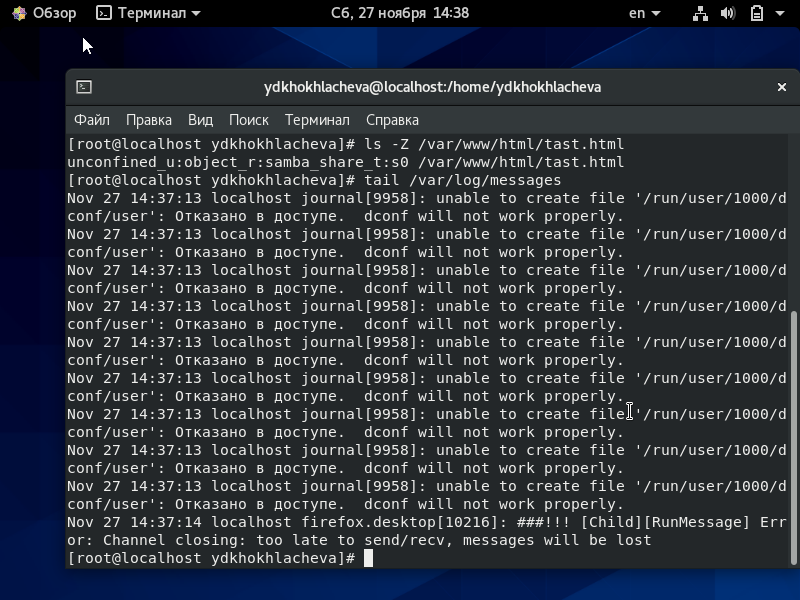 Обзор Терминал Сб, 27 ноября 14:38 en
ydkhokhlacheva@localhost:/home/ydkhokhlacheva
Файл Правка Вид Поиск Терминал Справка
[root@localhost ydkhokhlacheva]# ls -Z /var/www/html/tast.html
unconfined_u:object_r:samba_share_t:s0 /var/www/html/tast.html
[root@localhost ydkhokhlacheva]# tail /var/log/messages
Nov 27 14:37:13 localhost journal[9958]: unable to create file '/run/user/1000/d
conf/user': Отказано в доступе.  dconf will not work properly.
Nov 27 14:37:13 localhost journal[9958]: unable to create file '/run/user/1000/d
conf/user': Отказано в доступе.  dconf will not work properly.
Nov 27 14:37:13 localhost journal[9958]: unable to create file '/run/user/1000/d
conf/user': Отказано в доступе.  dconf will not work properly.
Nov 27 14:37:13 localhost journal[9958]: unable to create file '/run/user/1000/d
conf/user': Отказано в доступе.  dconf will not work properly.
Nov 27 14:37:13 localhost journal[9958]: unable to create file '/run/user/1000/d
conf/user': Отказано в доступе.  dconf will not work properly.
Nov 27 14:37:13 localhost journal[9958]: unable to create file '/run/user/1000/d
conf/user': Отказано в доступе.  dconf will not work properly.
Nov 27 14:37:13 localhost journal[9958]: unable to create file '/run/user/1000/d
conf/user': Отказано в доступе.  dconf will not work properly.
Nov 27 14:37:13 localhost journal[9958]: unable to create file '/run/user/1000/d
conf/user': Отказано в доступе.  dconf will not work properly.
Nov 27 14:37:13 localhost journal[9958]: unable to create file '/run/user/1000/d
conf/user': Отказано в доступе.  dconf will not work properly.
Nov 27 14:37:14 localhost firefox.desktop[10216]: ###!!! [Child][RunMessage] Err
or: Channel closing: too late to send/recv, messages will be lost
[root@localhost ydkhokhlacheva]#